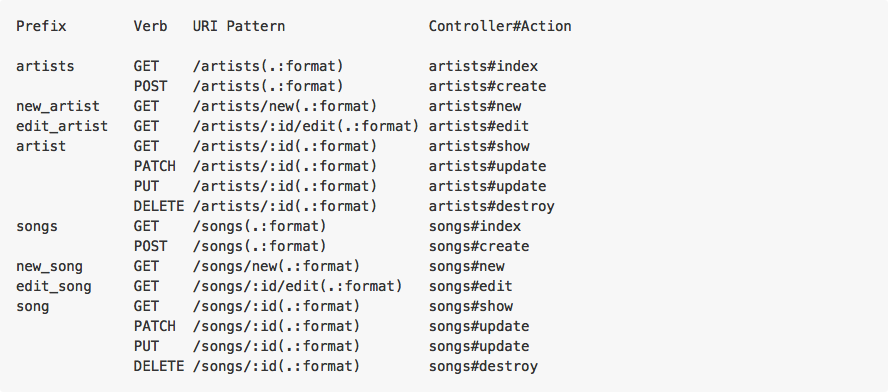 Prefix Verb URI Pattern Controller#Action
artists GET /artists(.:format) artists#index
POST /artists(.:format) artists#create
new_artist GET /artists/new(.:format) artists#new
edit_artist GET /artists/:id/edit(.:format) artists#edit
artist GET /artists/:id(.:format) artists#show
PATCH /artists/:id(.:format) artists#update
PUT /artists/:id(.:format) artists#update
DELETE /artists/:id(.:format) artists#destroy
songs GET /songs(.:format) songs#index
POST /songs(.:format) songs#create
new_song GET /songs/new(.:format) songs#new
edit_song GET /songs/:id/edit(.:format) songs#edit
song GET /songs/:id(.:format) songs#show
PATCH /songs/:id(.:format) songs#update
PUT /songs/:id(.:format) songs#update
DELETE /songs/:id(.:format) songs#destroy